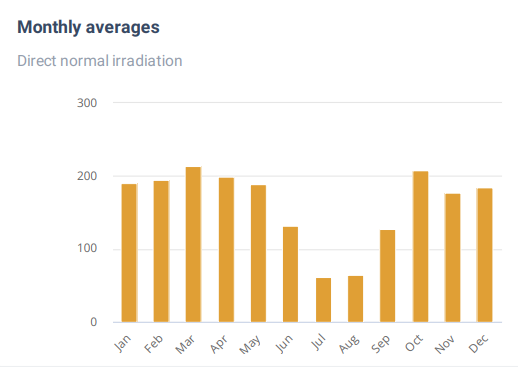 Monthly averages
Direct normal irradiation
300
200
100
0
Jan Feb Mar Apr May Jun Jul Aug Sep Oct Nov Dec